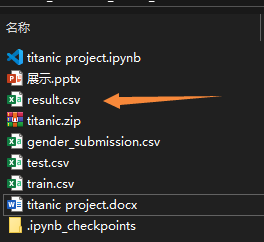 名称
titanic project.ipynb
展示.pptx
result.csv
titanic.zip
gender_submission.csv
test.csv
train.csv
titanic project.docx
.ipynb_checkpoints